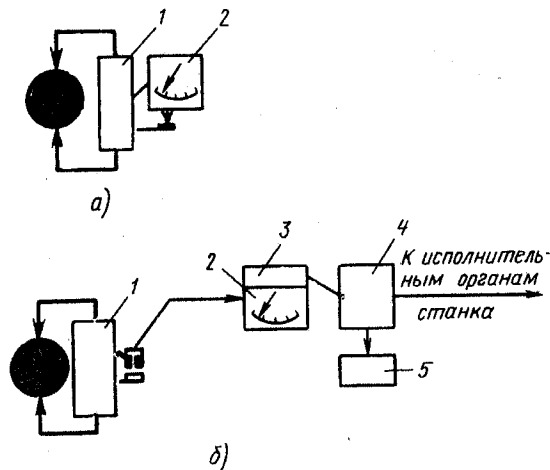 1
2
а)
3
4
К исполнитель-
ным органам
станка
2
1
5
б)